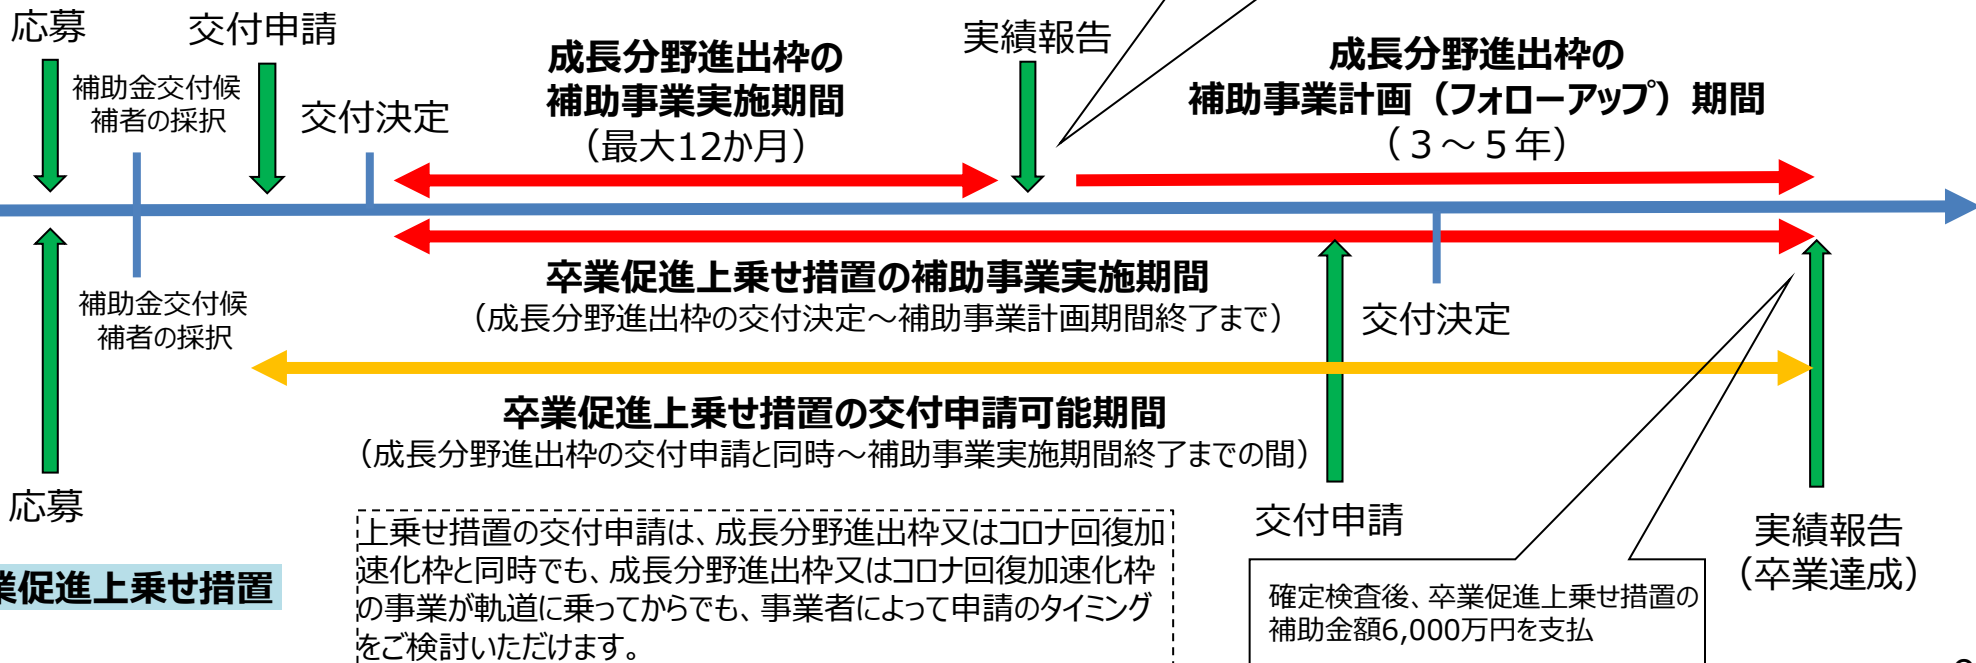 応募
交付申請
実績報告
補助金交付候
補者の採択
交付決定
成長分野進出枠の
補助事業実施期間
（最大12か月）
成長分野進出枠の
補助事業計画（フォローアップ）期間
（３～５年）
卒業促進上乗せ措置の補助事業実施期間
（成長分野進出枠の交付決定～補助事業計画期間終了まで）
補助金交付候
補者の採択
交付決定
卒業促進上乗せ措置の交付申請可能期間
（成長分野進出枠の交付申請と同時～補助事業実施期間終了までの間）
応募
交付申請
実績報告
（卒業達成）
業促進上乗せ措置
上乗せ措置の交付申請は、成長分野進出枠又はコロナ回復加
速化枠と同時でも、成長分野進出枠又はコロナ回復加速化枠
の事業が軌道に乗ってからでも、事業者によって申請のタイミング
をご検討いただけます。
確定検査後、卒業促進上乗せ措置の
補助金額6,000万円を支払